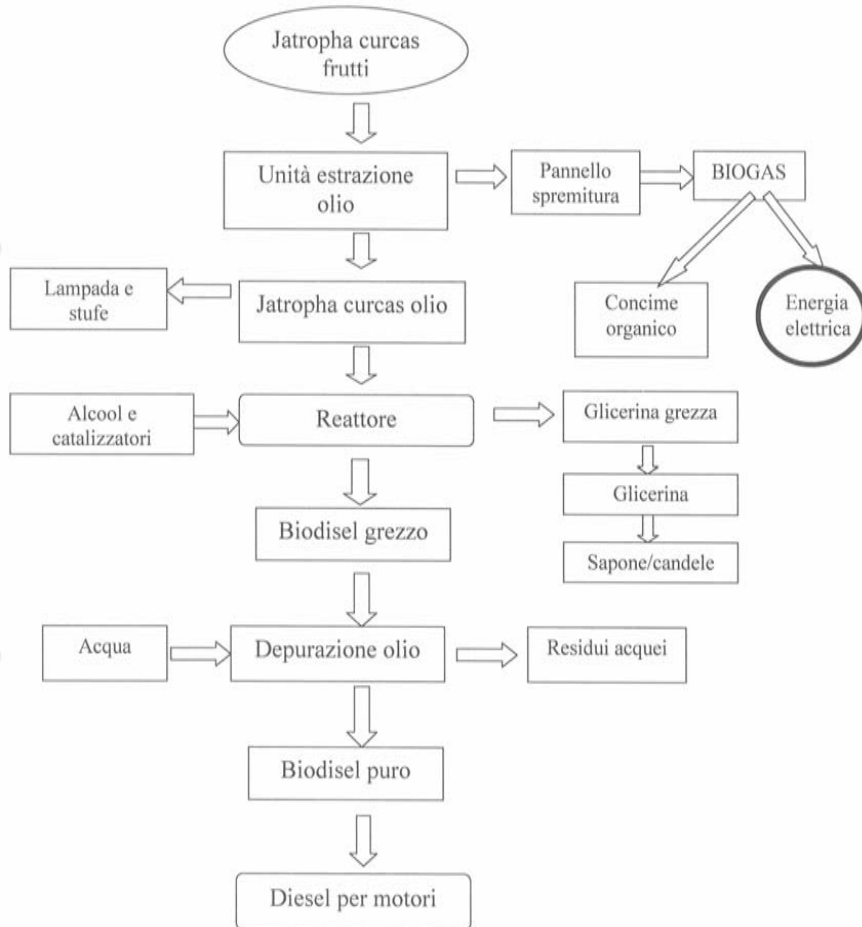 Jatropha curcas
frutti
Unità estrazione
olio
Pannello
spremitura
BIOGAS
Lampada e
stufe
Jatropha curcas olio
Concime
organico
Energia
elettrica
Alcool e
catalizzatori
Reattore
Glicerina grezza
Glicerina
Biodisel grezzo
Sapone/candele
Acqua
Depurazione olio
Residui acquei
Biodisel puro
Diesel per motori